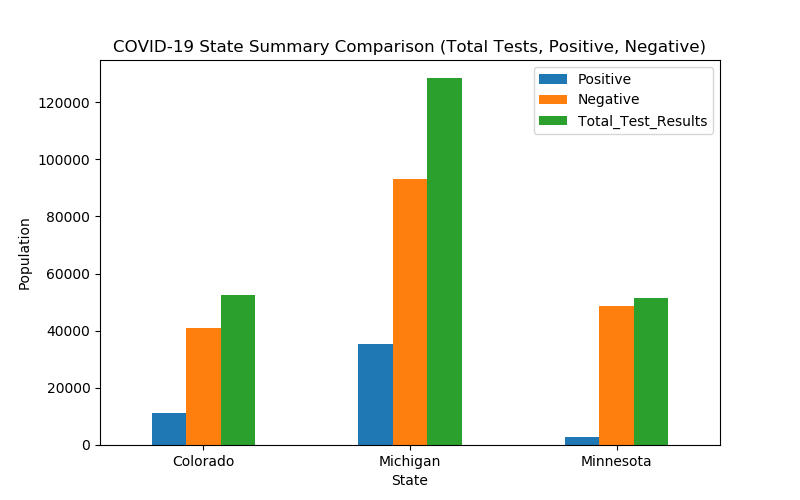 COVID-19 State Summary Comparison (Total Tests, Positive, Negative)
Positive
Negative
Total_Test_Results
120000
100000
80000
60000
40000
20000
0
Population
Colorado
Michigan
Minnesota
State